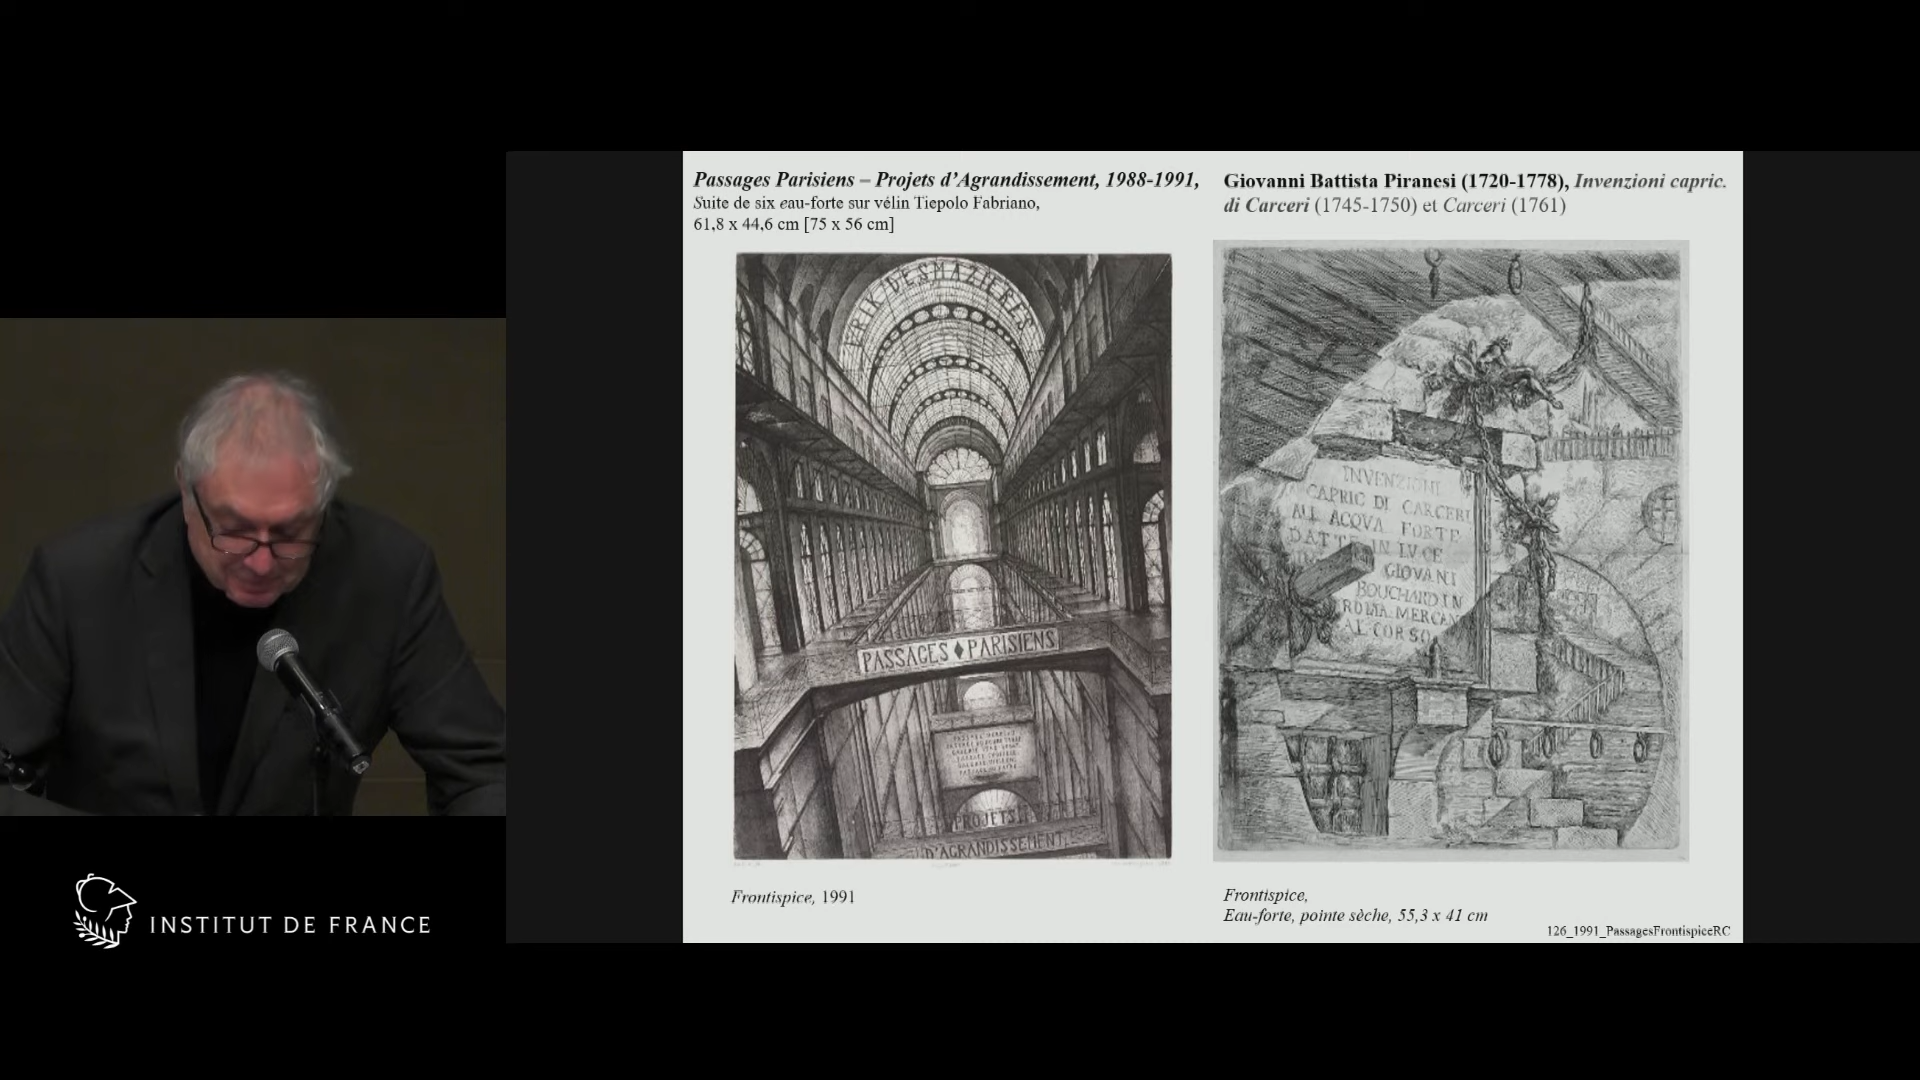 Passages Parisiens – Projets d'Agrandissement, 1988-1991,
Suite de six eau-forte sur vélin Tiepolo Fabriano,
61,8 x 44,6 cm [75 x 56 cm]
ERIK DESMAZIERES
PASSAGES♦PARISIENS
PROJETS
D'AGRANDISSEMENT
Frontispice, 1991
Giovanni Battista Piranesi (1720-1778), Invenzioni capric.
di Carceri (1745-1750) et Carceri (1761)
INVENZIONI
CAPRIC DI CARCERI
ALL ACQVA FORTE
DATTE IN LVCE
GIOVANI
BOUCHARD IN
ROMA MERCAN
AL CORSO
Frontispice,
Eau-forte, pointe sèche, 55,3 x 41 cm
126_1991_PassagesFrontispiceRC
INSTITUT DE FRANCE